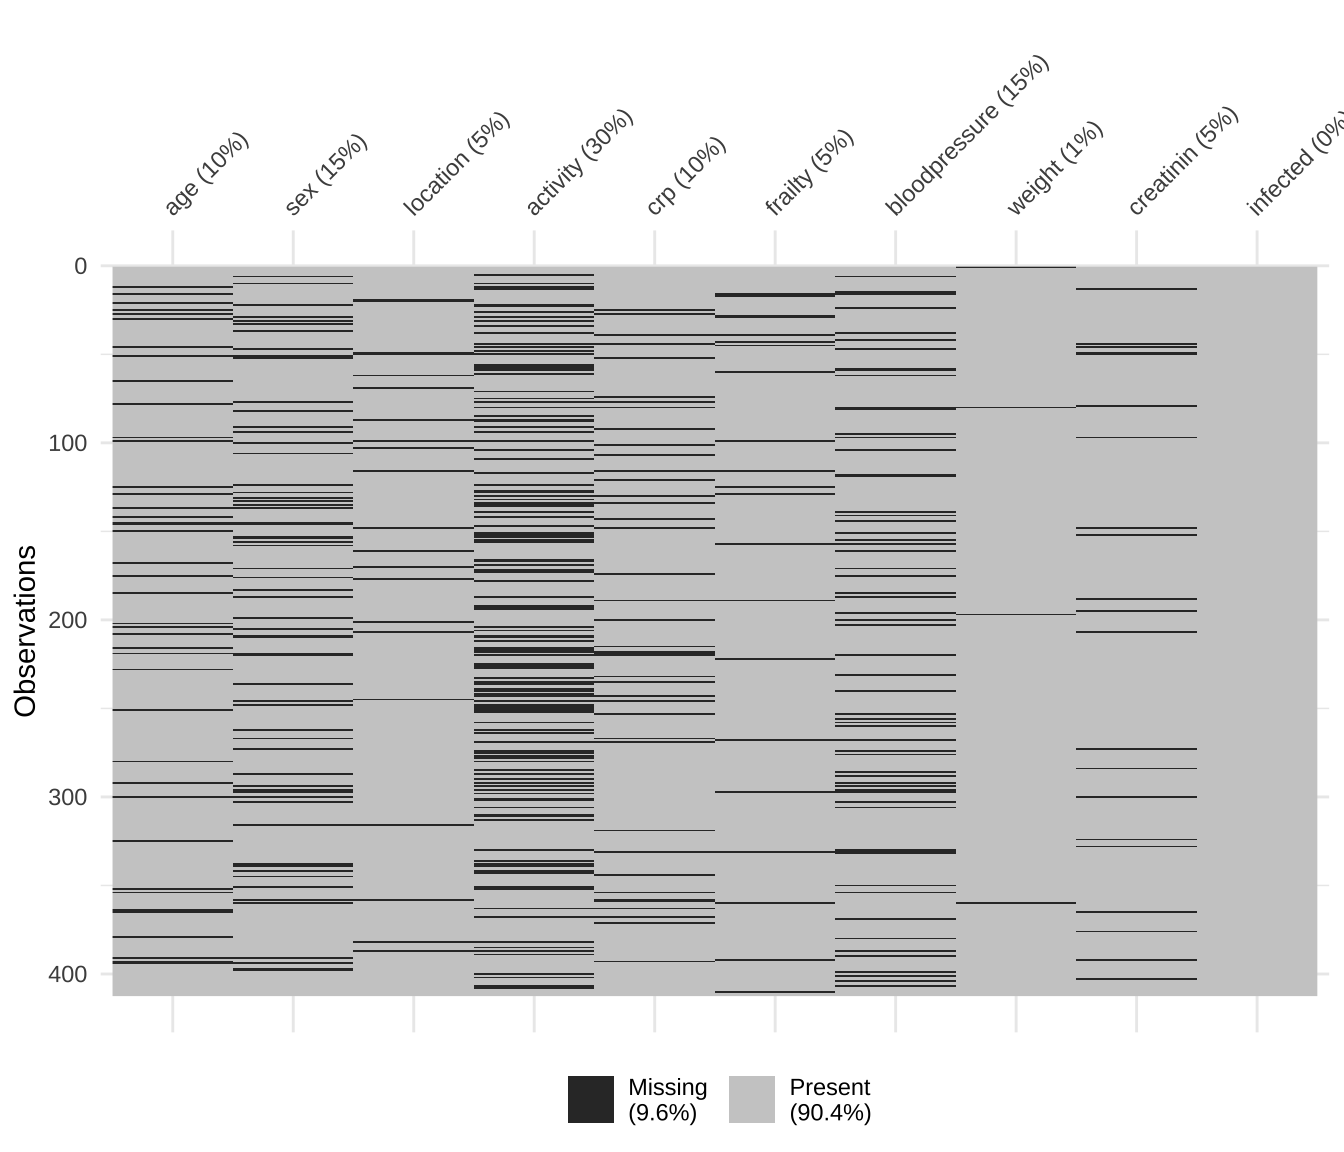 age (10%)
sex (15%)
location (5%)
activity (30%)
crp (10%)
frailty (5%)
bloodpressure (15%)
weight (1%)
creatinin (5%)
infected (0%
0
100
200
300
400
Observations
Missing
(9.6%)
Present
(90.4%)